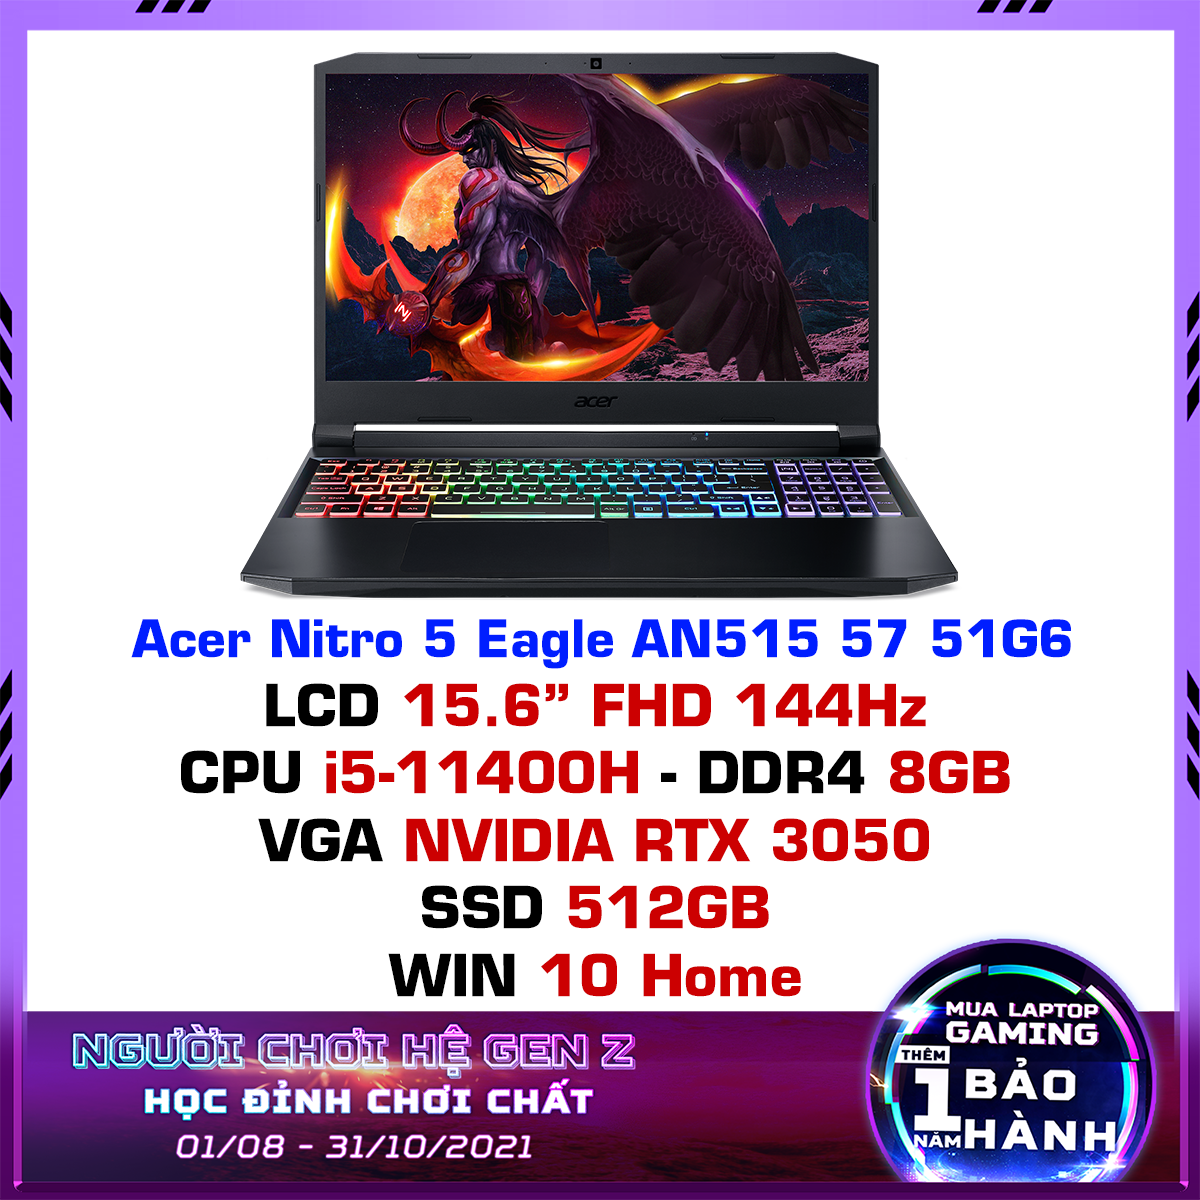 acer
Acer Nitro 5 Eagle AN515 57 51G6
LCD 15.6” FHD 144Hz
CPU i5-11400H - DDR4 8GB
VGA NVIDIA RTX 3050
SSD 512GB
WIN 10 Home
NGƯỜI CHƠI HỆ GEN Z
HỌC ĐỈNH CHƠI CHẤT
01/08 - 31/10/2021
MUA LAPTOP
GAMING
THÊM
1 BẢO
NĂM HÀNH